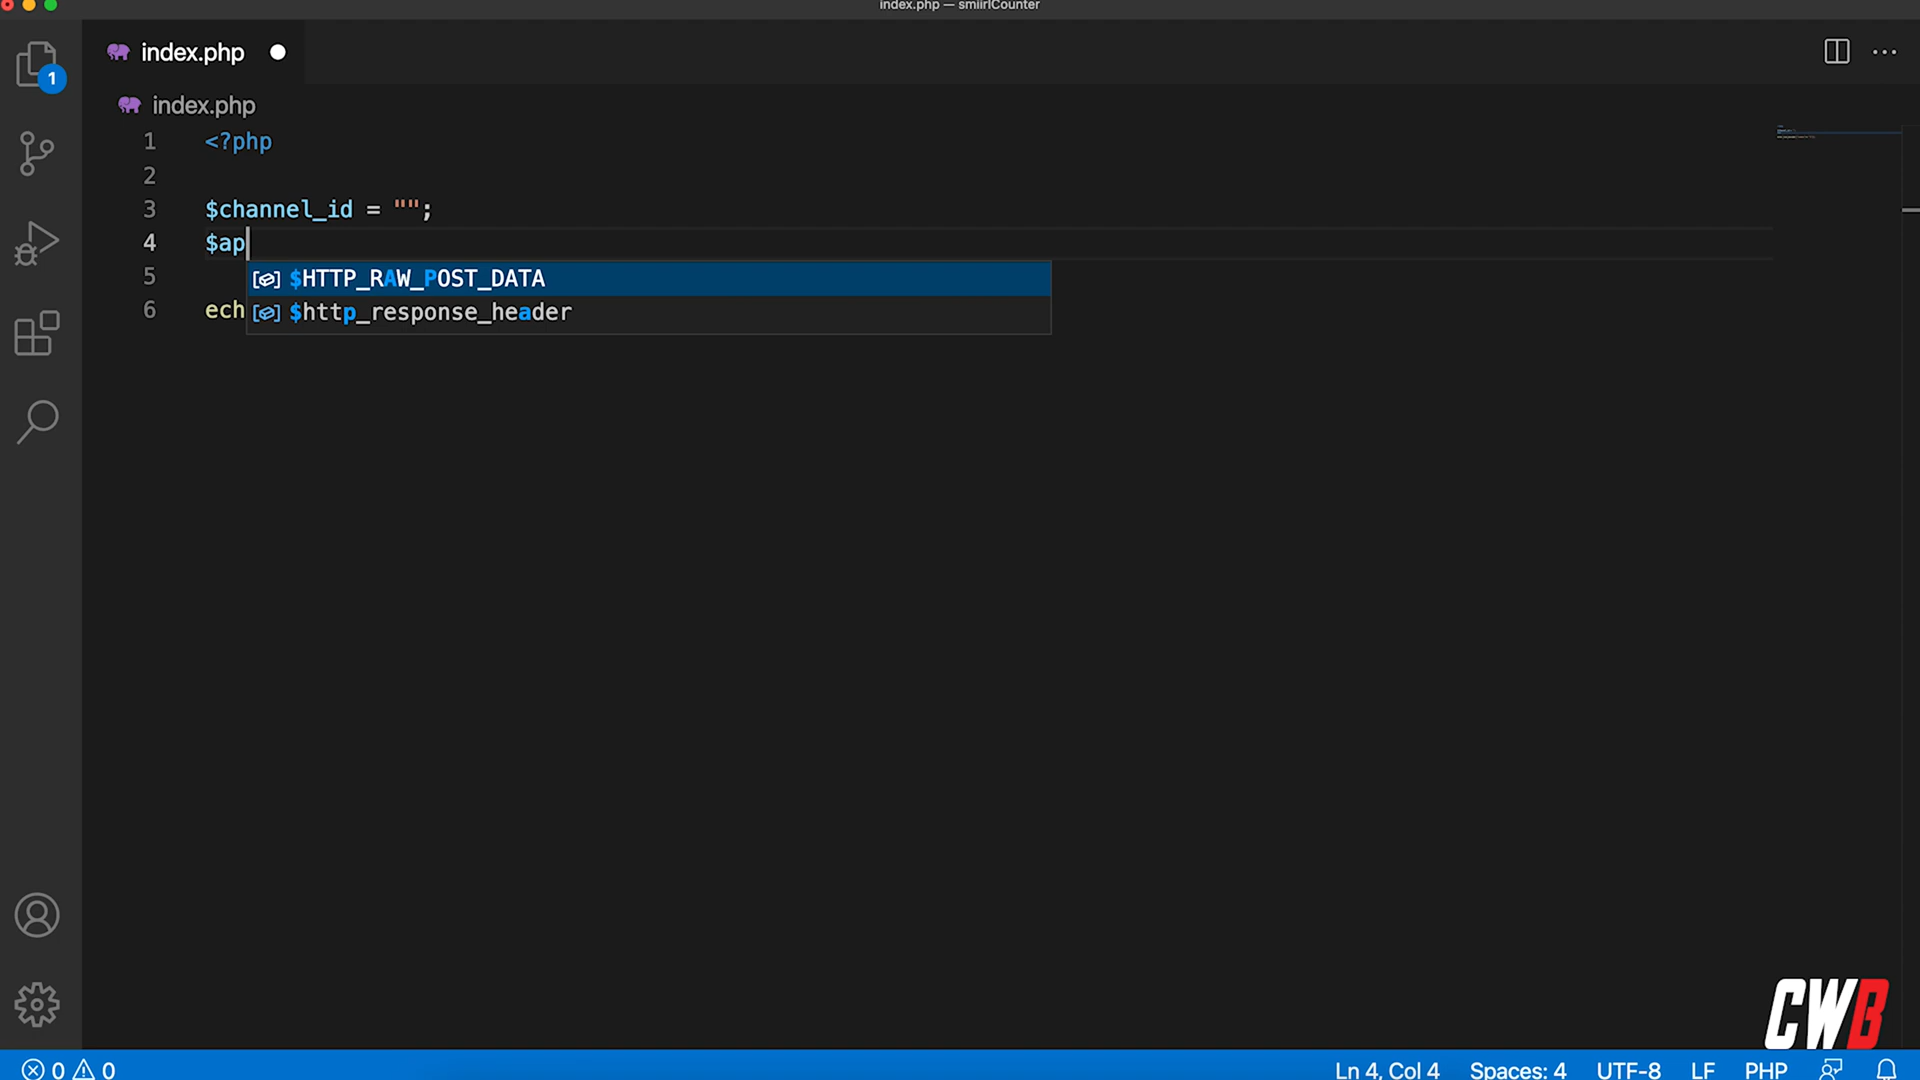 index.php — smiirlCounter
index.php
1
index.php
1 <?php
2
3 $channel_id = "";
4 $ap
$HTTP_RAW_POST_DATA
5
$http_response_header
6 ech
CWB
0 0
Ln 4, Col 4 Spaces: 4 UTF-8 LF PHP